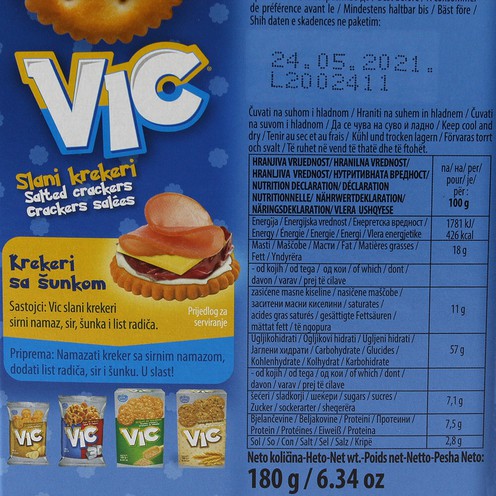 VIC
Slani krekeri
Salted crackers
Crackers salées
Krekeri
sa šunkom
Sastojci: Vic slani krekeri
sirni namaz, sir, šunka i list radiča.
Prijedlog za
serviranje
Priprema: Namazati kreker sa sirnim namazom,
dodati list radiča, sir i šunku. U slast!
VIC
VIC
VIC
VIC
de préférence avant le / Mindestens haltbar bis / Bäst före /
Shih daten e skadences ne paketim:
24.05.2021.
L2002411
Čuvati na suhom i hladnom / Hraniti na suhem in hladnem / Čuvati
na suvom i hladnom / Да се чува на суво и ладно / Keep cool and
dry / Tenir au sec et au frais / Kühl und trocken lagern / Förvaras torrt
och svalt / Të ruhet në vend të thatë dhe të ftohët.
HRANJIVA VRIJEDNOST/ HRANILNA VREDNOST/
HRANLJIVA VREDNOST/ НУТРИТИВНАТА ВРЕДНОСТ/
NUTRITION DECLARATION/ DÉCLARATION
NUTRITIONNELLE/ NÄHRWERTDEKLARATION/
NÄRINGSDEKLARATION/ VLERA USHQYESE
na/ на/ per/
pour/ je/
për :
100 g
Energija / Energijska vrednost / Енергетска вредност /
Energy / Énergie / Energie / Energi / Vlera energjetike
1781 kJ/
426 kcal
Masti / Maščobe / Масти / Fat / Matières grasses /
Fett / Yndyrëra
18 g
- od kojih / od tega / од кои / of which / dont /
davon / varav / prej të cilave
zasićene masne kiseline / nasičene maščobe /
заситени масни киселини / saturates /
acides gras saturés / gesättigte Fettsäuren /
mättat fett / të ngopura
11 g
Ugljikohidrati / Ogljikovi hidrati / Ugljeni hidrati /
Јаглени хидрати / Carbohydrate / Glucides /
Kohlenhydrate / Kolhydrat / Karbohidrate
57 g
- od kojih / od tega / од кои / of which / dont /
davon / varav / prej të cilave
šećeri / sladkorji / шеќери / sugars / sucres /
Zucker / sockerarter / sheqerëra
7,1 g
Bjelančevine / Beljakovine / Proteini / Протеини /
Protein / Protéines / Eiweiß / Protein / Proteina
7,5 g
Sol / So / Сол / Salt / Sel / Salz / Kripë
2,8 g
Neto količina-Нето-Net wt.-Poids net-Netto-Pesha Neto:
180 g / 6.34 oz